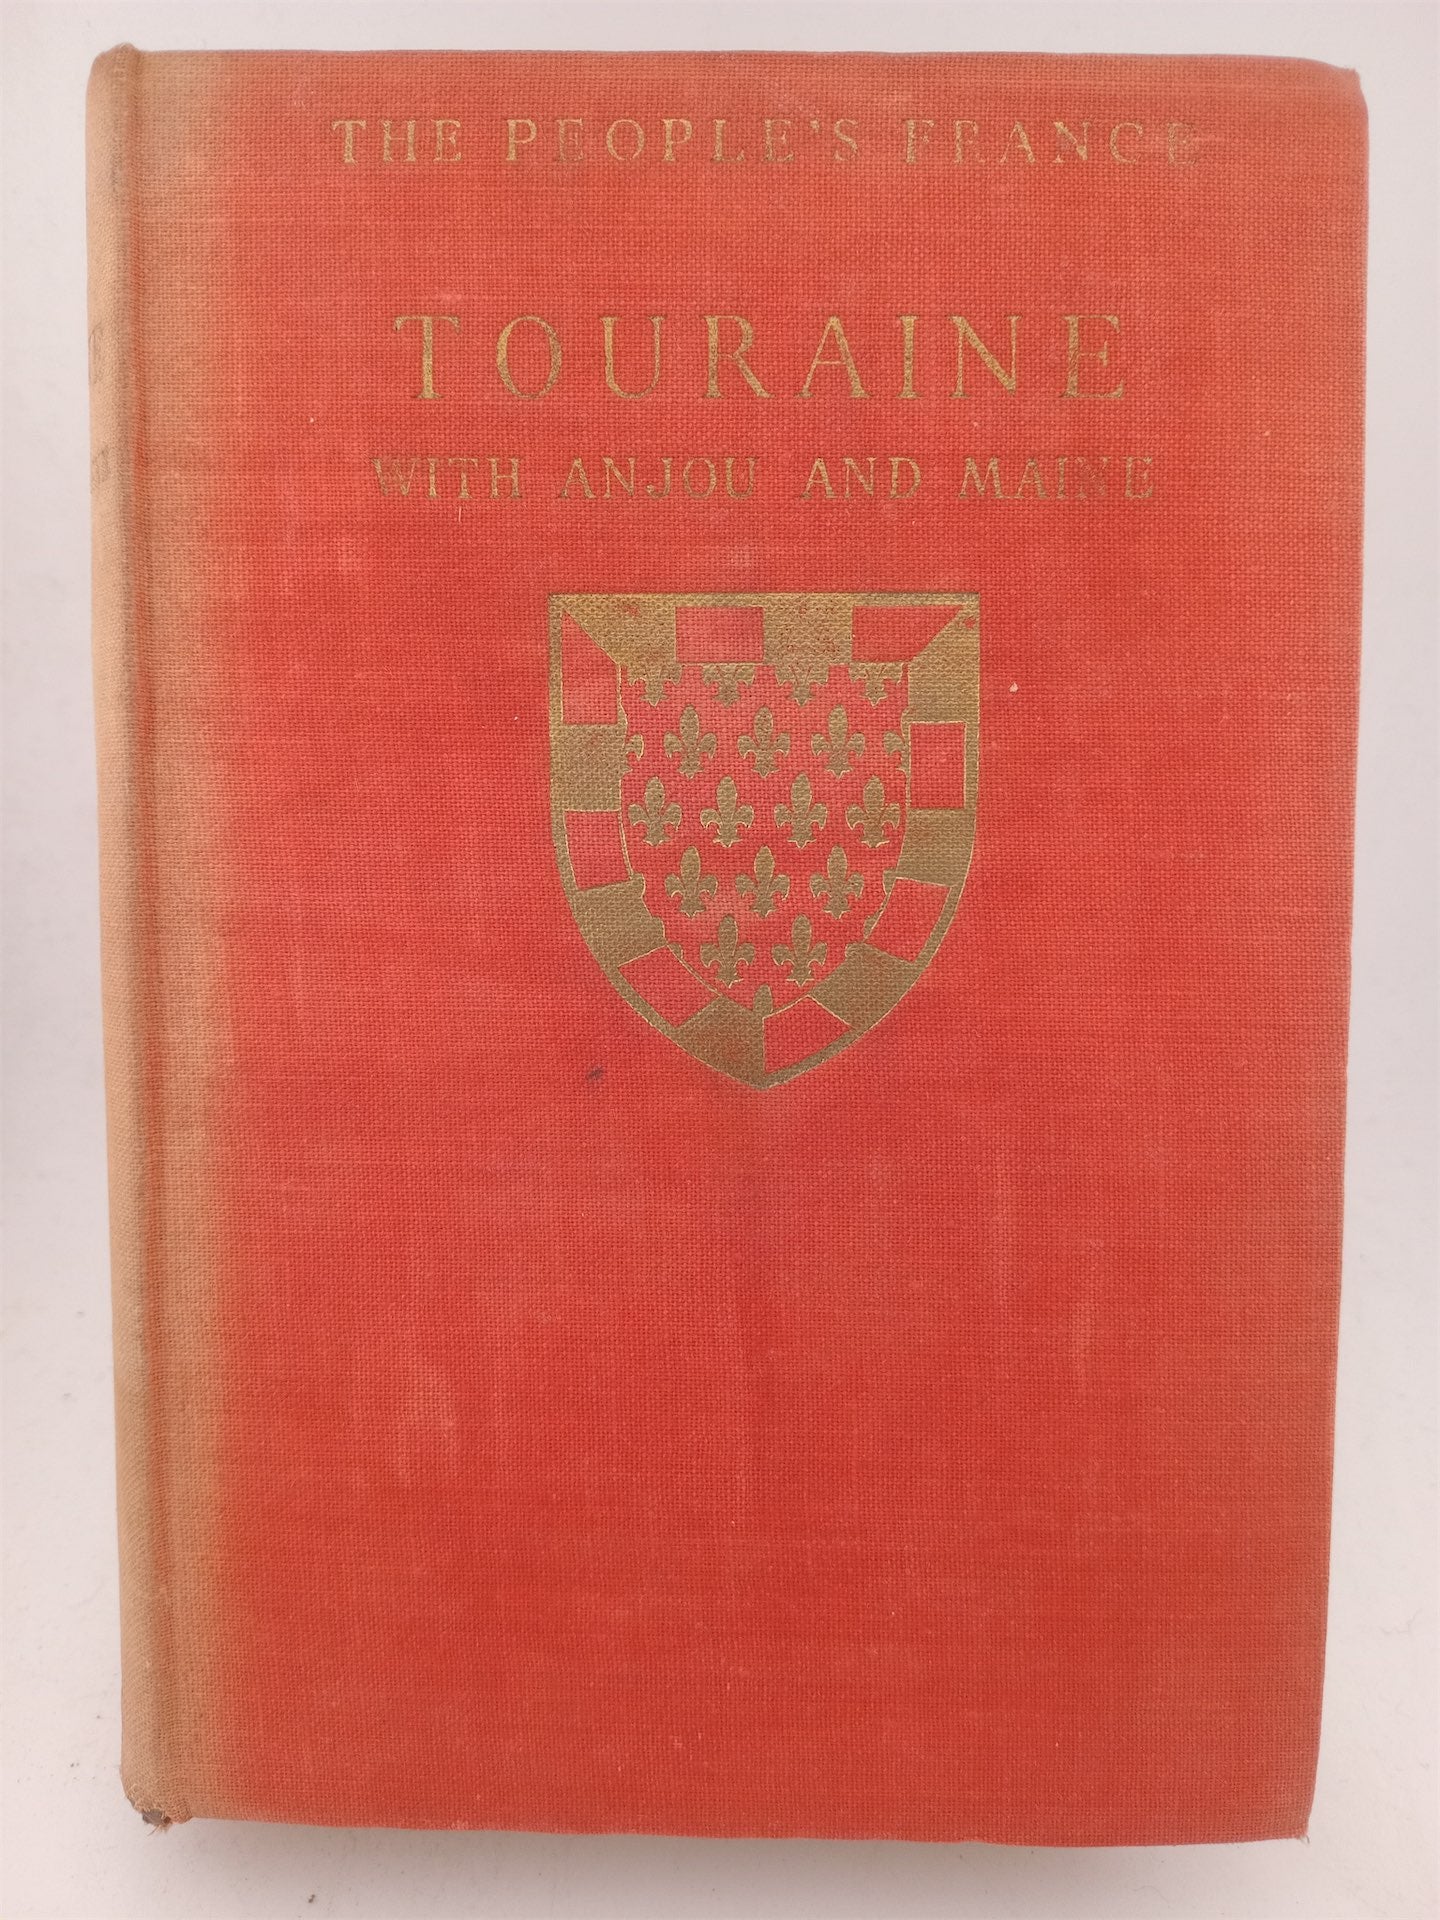 THE PEOPLE'S FRANCE
TOURAINE
WITH ANJOU AND MAINE